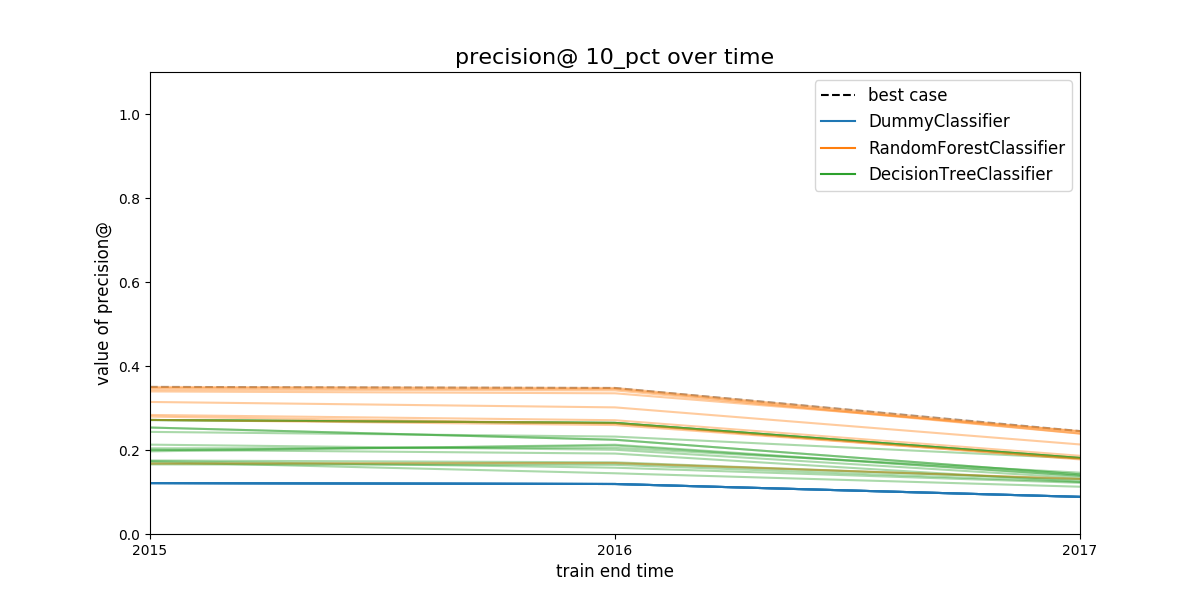 precision@ 10_pct over time
best case
DummyClassifier
RandomForestClassifier
DecisionTreeClassifier
value of precision@
1.0
0.8
0.6
0.4
0.2
0.0
2015
2016
2017
train end time